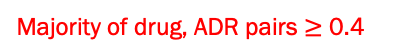 Majority of drug, ADR pairs ≥ 0.4